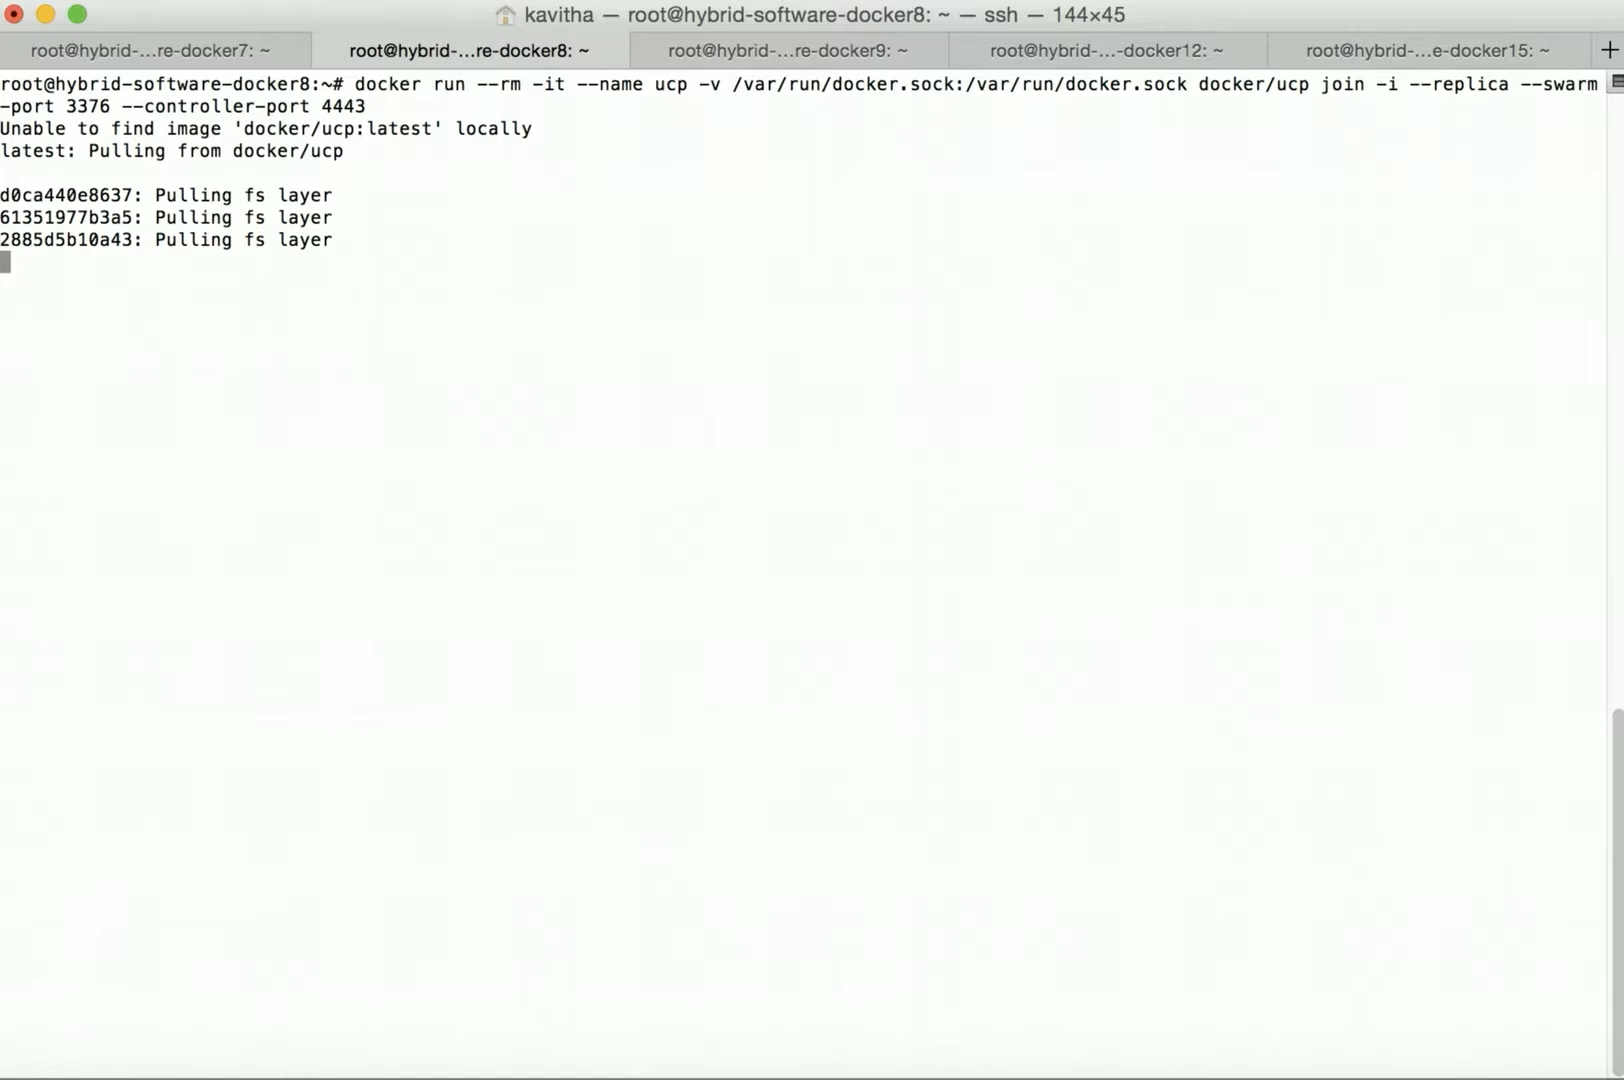 kavitha — root@hybrid-software-docker8: ~ — ssh — 144×45
root@hybrid-...re-docker7: ~
root@hybrid-...re-docker8: ~
root@hybrid-...re-docker9: ~
root@hybrid-...-docker12: ~
root@hybrid-...e-docker15: ~
+
root@hybrid-software-docker8:~# docker run --rm -it --name ucp -v /var/run/docker.sock:/var/run/docker.sock docker/ucp join -i --replica --swarm
-port 3376 --controller-port 4443
Unable to find image 'docker/ucp:latest' locally
latest: Pulling from docker/ucp
d0ca440e8637: Pulling fs layer
61351977b3a5: Pulling fs layer
2885d5b10a43: Pulling fs layer